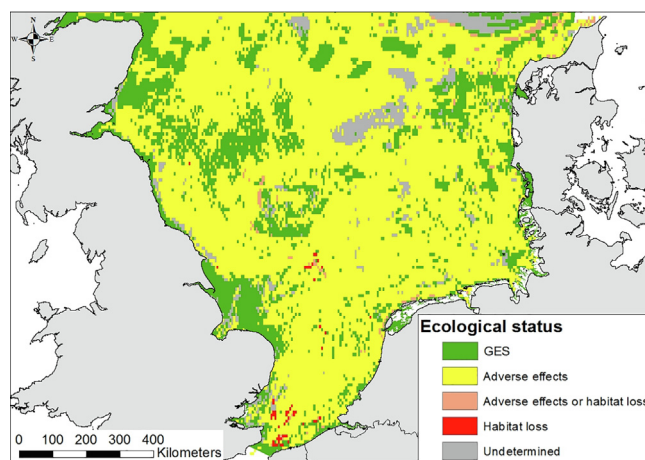 N
W E
S
Ecological status
GES
Adverse effects
Adverse effects or habitat loss
Habitat loss
Undetermined
0 100 200 300 400
Kilometers